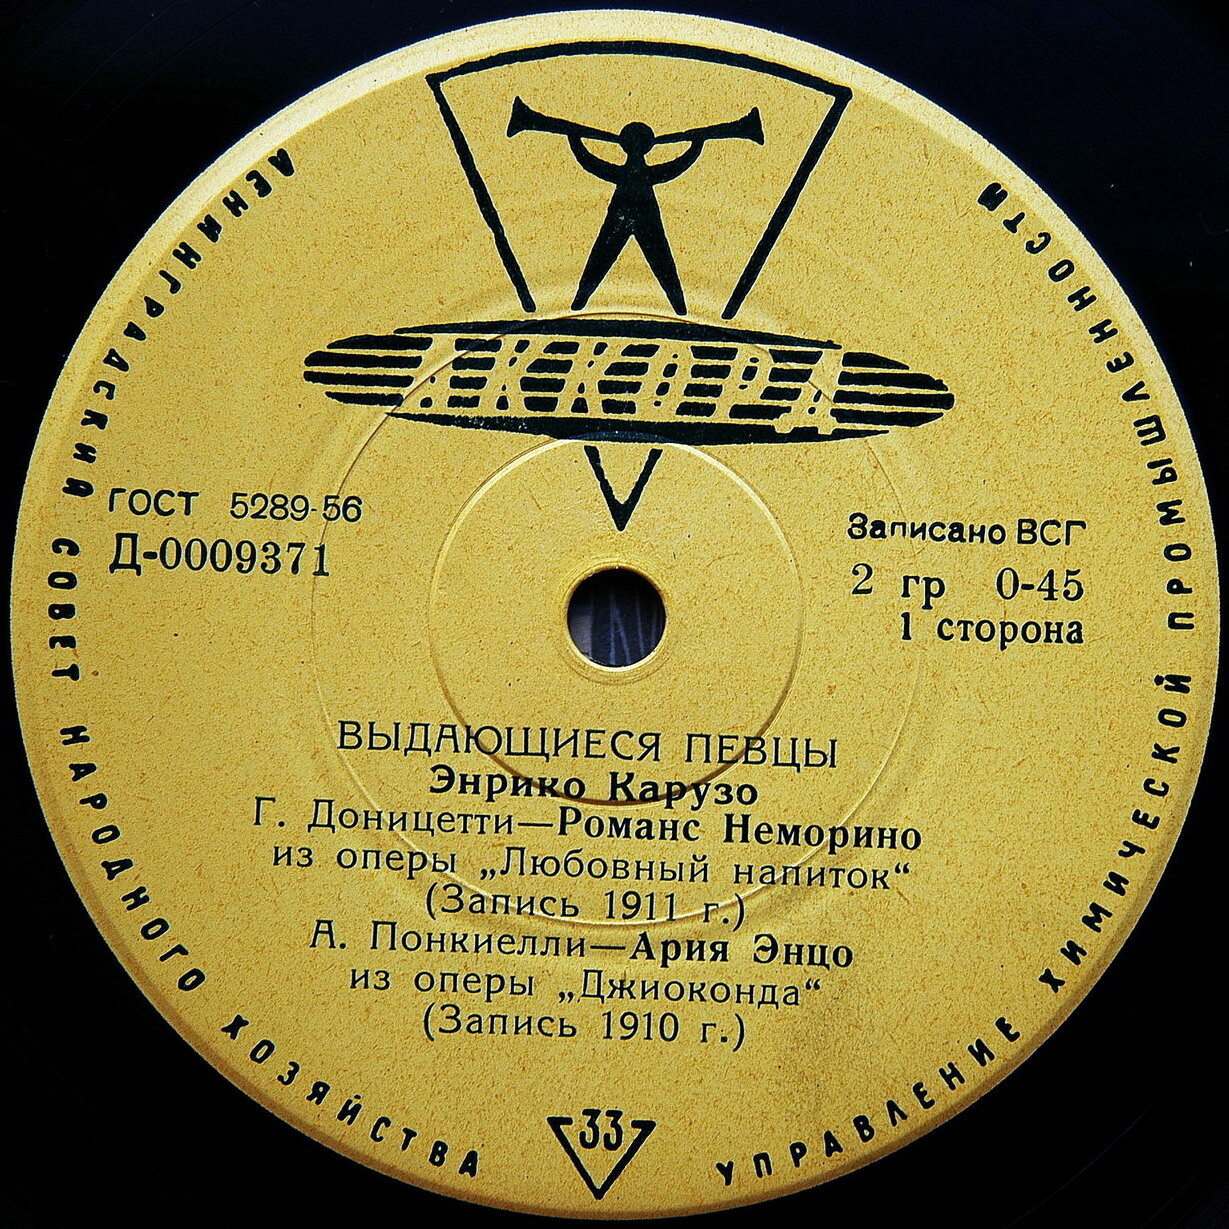 ЛЕНИНГРАДСКИЙ СОВЕТ НАРОДНОГО ХОЗЯЙСТВА
УПРАВЛЕНИЕ ХИМИЧЕСКОЙ ПРОМЫШЛЕННОСТИ
АККОРД
ГОСТ 5289-56
Д-0009371
Записано ВСГ
2 гр 0-45
1 сторона
ВЫДАЮЩИЕСЯ ПЕВЦЫ
Энрико Карузо
Г. Доницетти—Романс Неморино
из оперы „Любовный напиток“
(Запись 1911 г.)
А. Понкиелли—Ария Энцо
из оперы „Джиоконда“
(Запись 1910 г.)
33